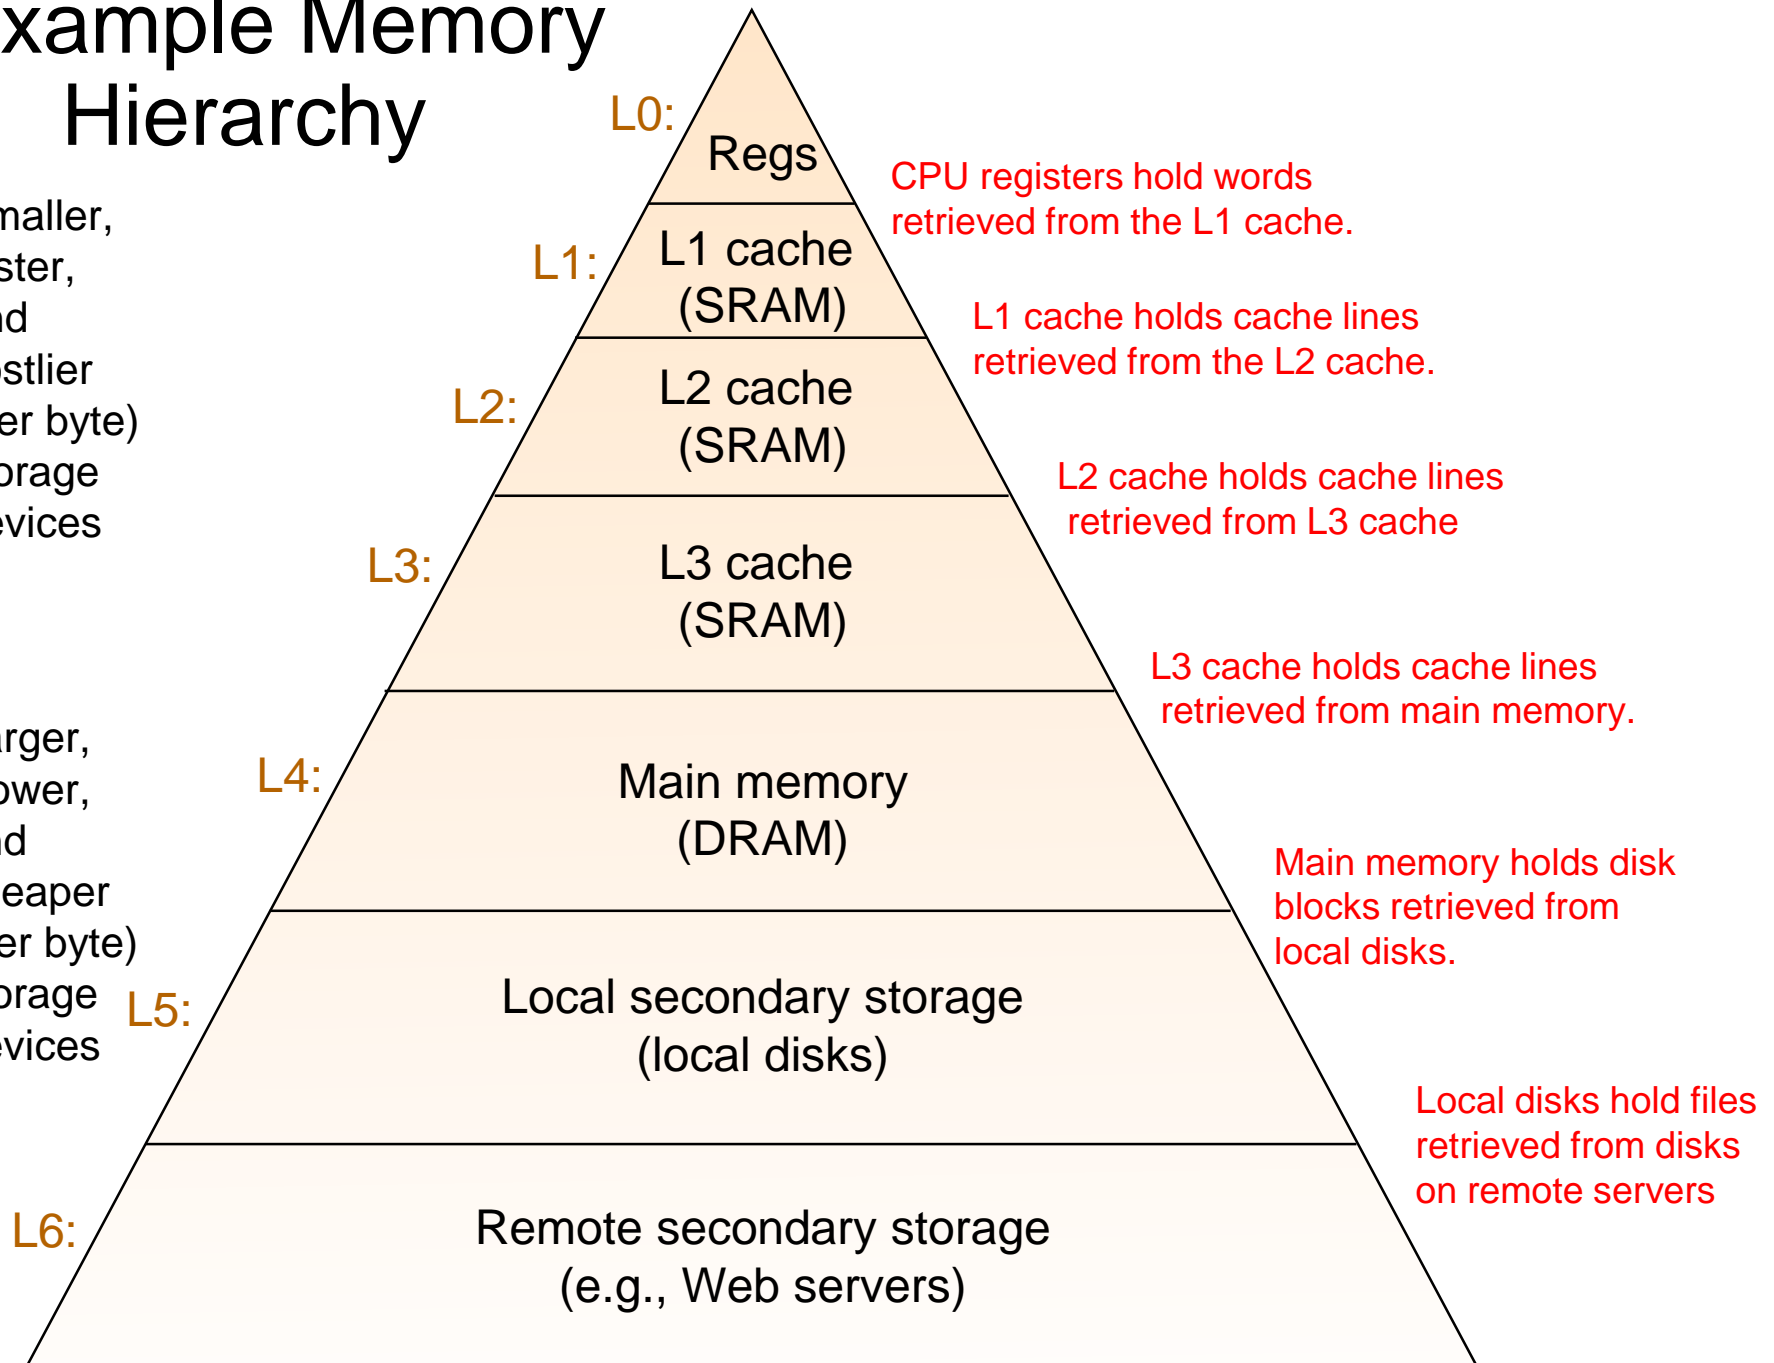 xample Memory
Hierarchy
L0:
Regs
CPU registers hold words
retrieved from the L1 cache.
maller,
ster,
nd
ostlier
er byte)
orage
evices
L1:
L1 cache
(SRAM)
L1 cache holds cache lines
retrieved from the L2 cache.
L2:
L2 cache
(SRAM)
L2 cache holds cache lines
retrieved from L3 cache
L3:
L3 cache
(SRAM)
L3 cache holds cache lines
retrieved from main memory.
arger,
ower,
nd
eaper
er byte)
orage
evices
L4:
Main memory
(DRAM)
Main memory holds disk
blocks retrieved from
local disks.
L5:
Local secondary storage
(local disks)
Local disks hold files
retrieved from disks
on remote servers
L6:
Remote secondary storage
(e.g., Web servers)